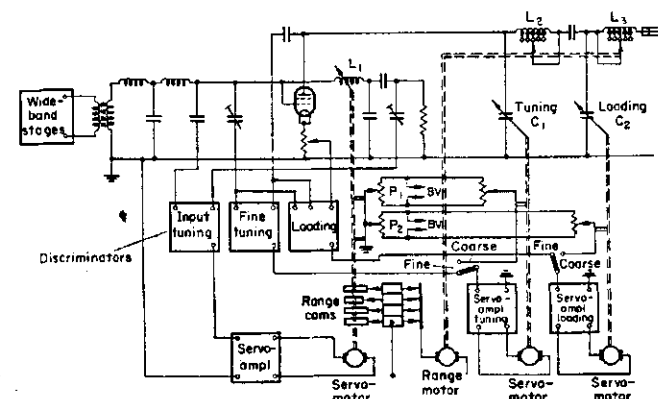 L2
L3
L1
Wide-
band
stages
Tuning
C1
Loading
C2
P1
8V
P2
8V
Input
tuning
Fine
tuning
Loading
Discriminators
Coarse
Fine
Fine
Coarse
Range
cams
Servo-
ampl
tuning
Servo-
ampl
loading
Servo-
ampl
Servo-
motor
Range
motor
Servo-
motor
Servo-
motor